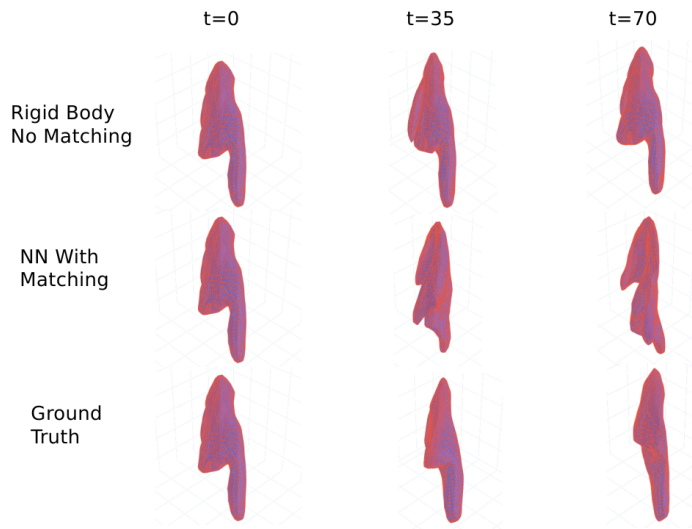 t=0
t=35
t=70
Rigid Body
No Matching
NN With
Matching
Ground
Truth